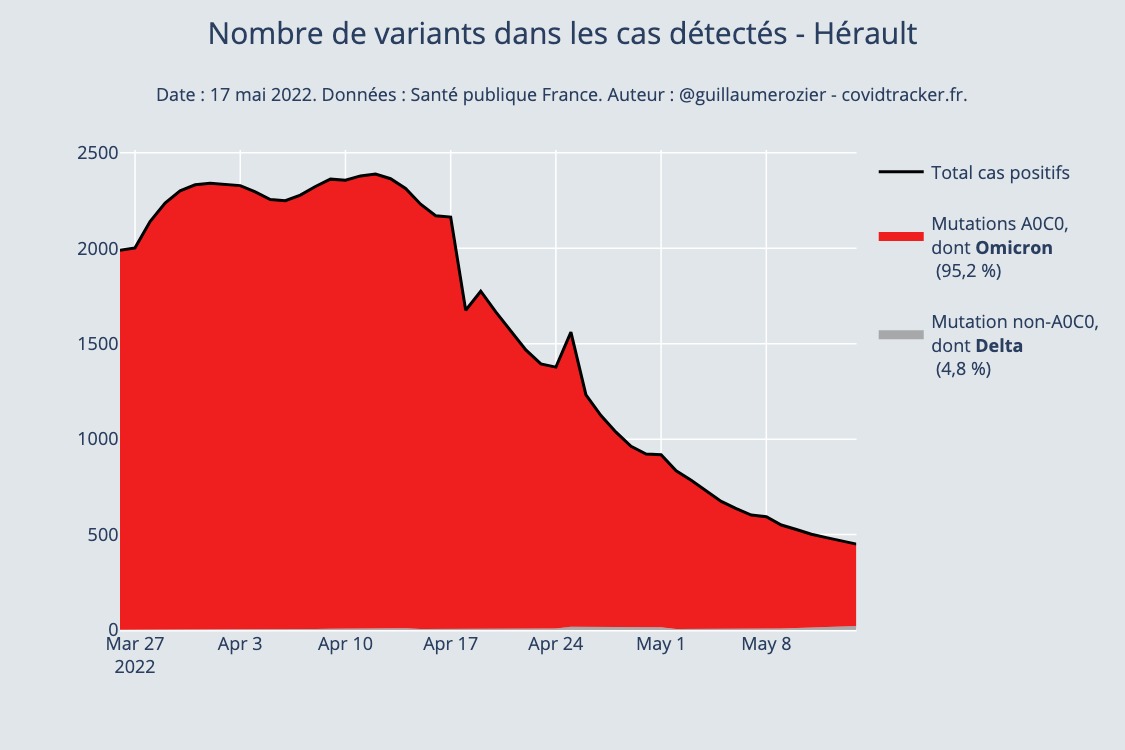 Nombre de variants dans les cas détectés - Hérault
Date : 17 mai 2022. Données : Santé publique France. Auteur : @guillaumerozier - covidtracker.fr.
2500
2000
1500
1000
500
0
Mar 27
2022
Apr 3
Apr 10
Apr 17
Apr 24
May 1
May 8
Total cas positifs
Mutations A0C0,
dont Omicron
(95,2 %)
Mutation non-A0C0,
dont Delta
(4,8 %)